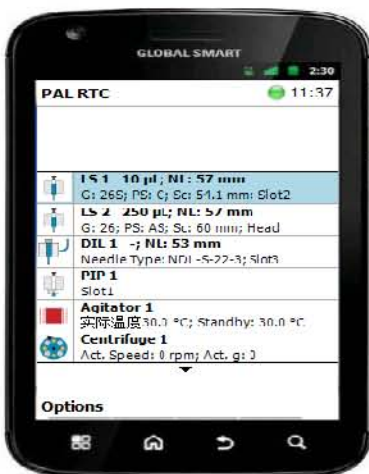 GLOBAL SMART
2:30
PAL RTC 11:37
LS 1 10 µL; NL: 57 mm
G: 26S; PS: C; Sc: 54.1 mm; Slot2
LS 2 250 µL; NL: 57 mm
G: 26; PS: AS; Sc: 60 mm; Head
DIL 1 -; NL: 53 mm
Needle Type: NDL-S-22-3; Slot3
PIP 1
Slot1
Agitator 1
实际温度30.0 °C; Standby: 30.0 °C
Centrifuge 1
Act. Speed: 0 rpm; Act. g: 0
Options